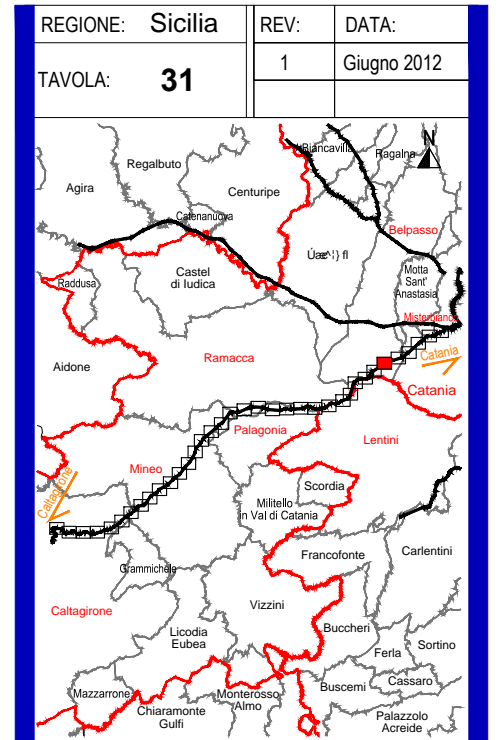 REGIONE: Sicilia
REV:
DATA:
TAVOLA: 31
1
Giugno 2012
N
Biancavilla
Ragalna
Regalbuto
Agira
Centuripe
Catenanuova
Belpasso
Úæ^¦} fl
Motta
Sant'
Anastasia
Castel
di Iudica
Raddusa
Misterbianco
Ramacca
Aidone
Catania
Catania
Palagonia
Lentini
Mineo
Scordia
Caltagirone
Militello
in Val di Catania
Francofonte
Carlentini
Grammichele
Vizzini
Caltagirone
Buccheri
Licodia
Eubea
Sortino
Ferla
Cassaro
Buscemi
Mazzarrone
Monterosso
Almo
Chiaramonte
Gulfi
Palazzolo
Acreide